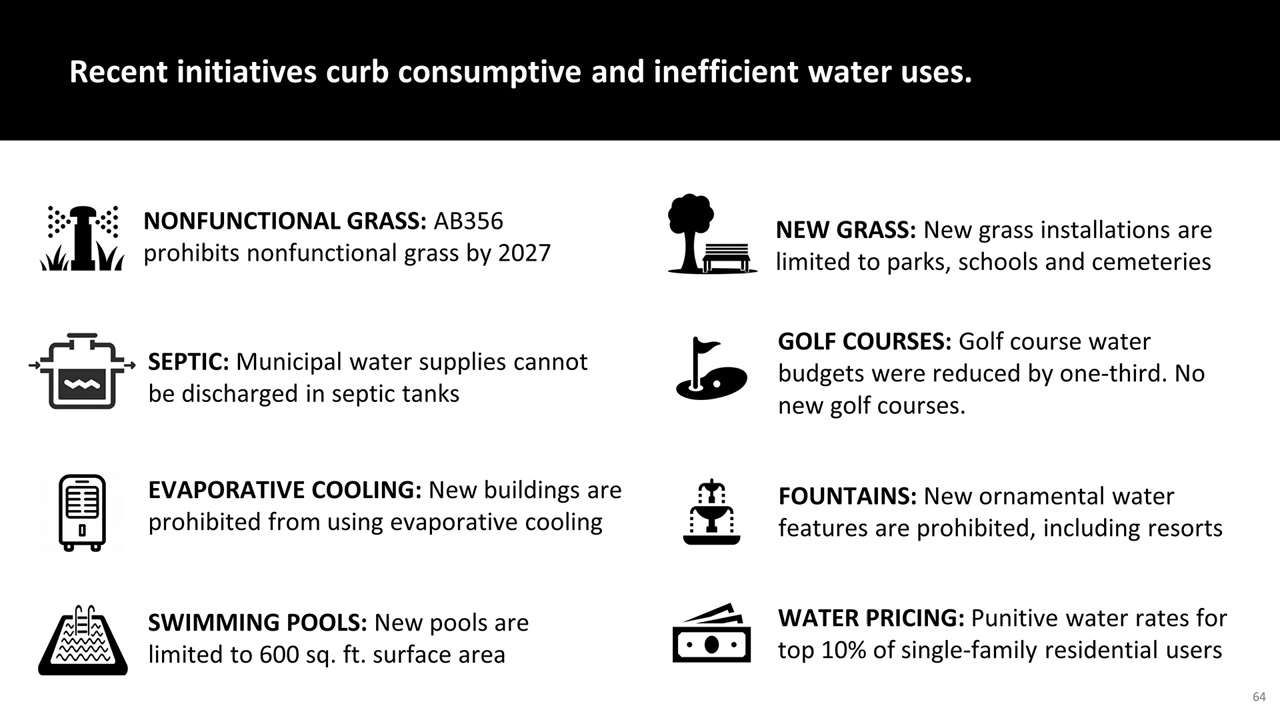 Recent initiatives curb consumptive and inefficient water uses.
NONFUNCTIONAL GRASS: AB356
prohibits nonfunctional grass by 2027
SEPTIC: Municipal water supplies cannot
be discharged in septic tanks
EVAPORATIVE COOLING: New buildings are
prohibited from using evaporative cooling
SWIMMING POOLS: New pools are
limited to 600 sq. ft. surface area
NEW GRASS: New grass installations are
limited to parks, schools and cemeteries
GOLF COURSES: Golf course water
budgets were reduced by one-third. No
new golf courses.
FOUNTAINS: New ornamental water
features are prohibited, including resorts
WATER PRICING: Punitive water rates for
top 10% of single-family residential users
64